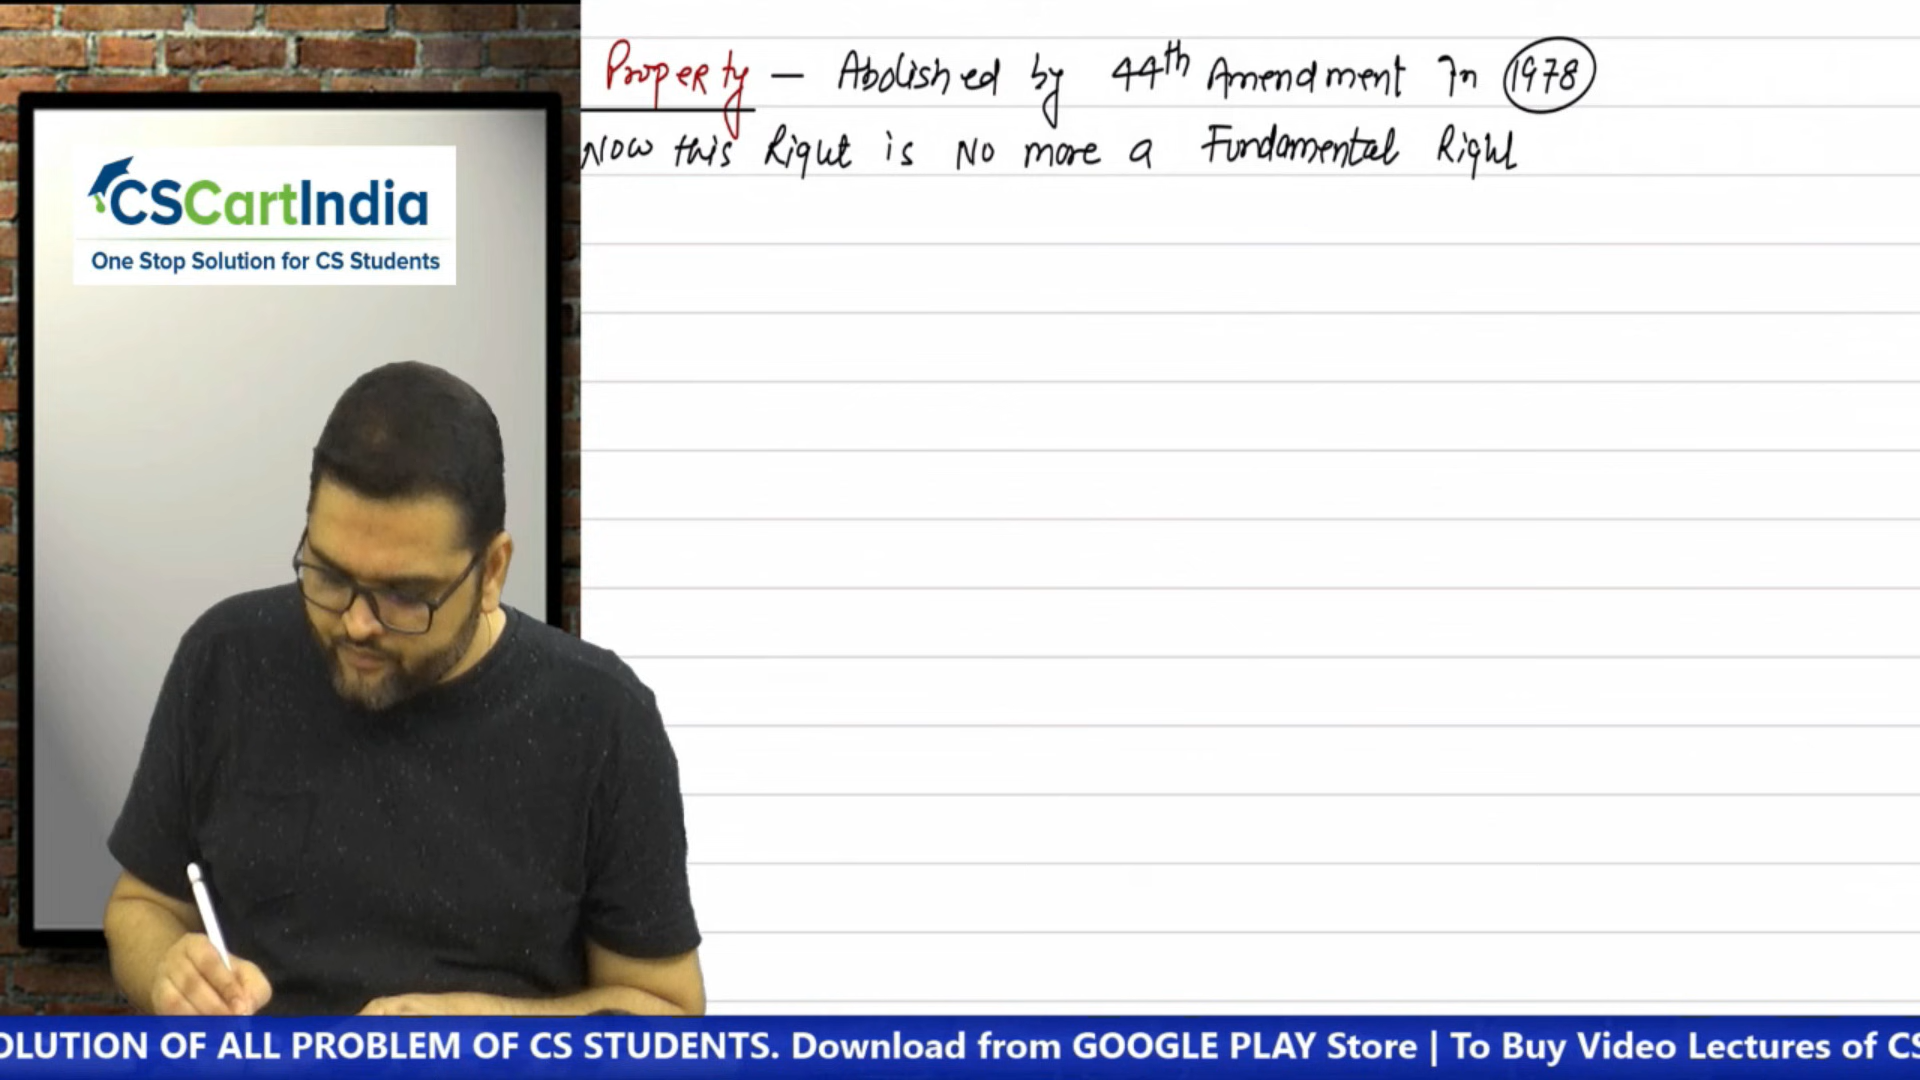 Property — Abolished by 44th Amendment In 1978
Now this Right is No more a Fundamental Right
CSCartIndia
One Stop Solution for CS Students
OLUTION OF ALL PROBLEM OF CS STUDENTS. Download from GOOGLE PLAY Store | To Buy Video Lectures of CS